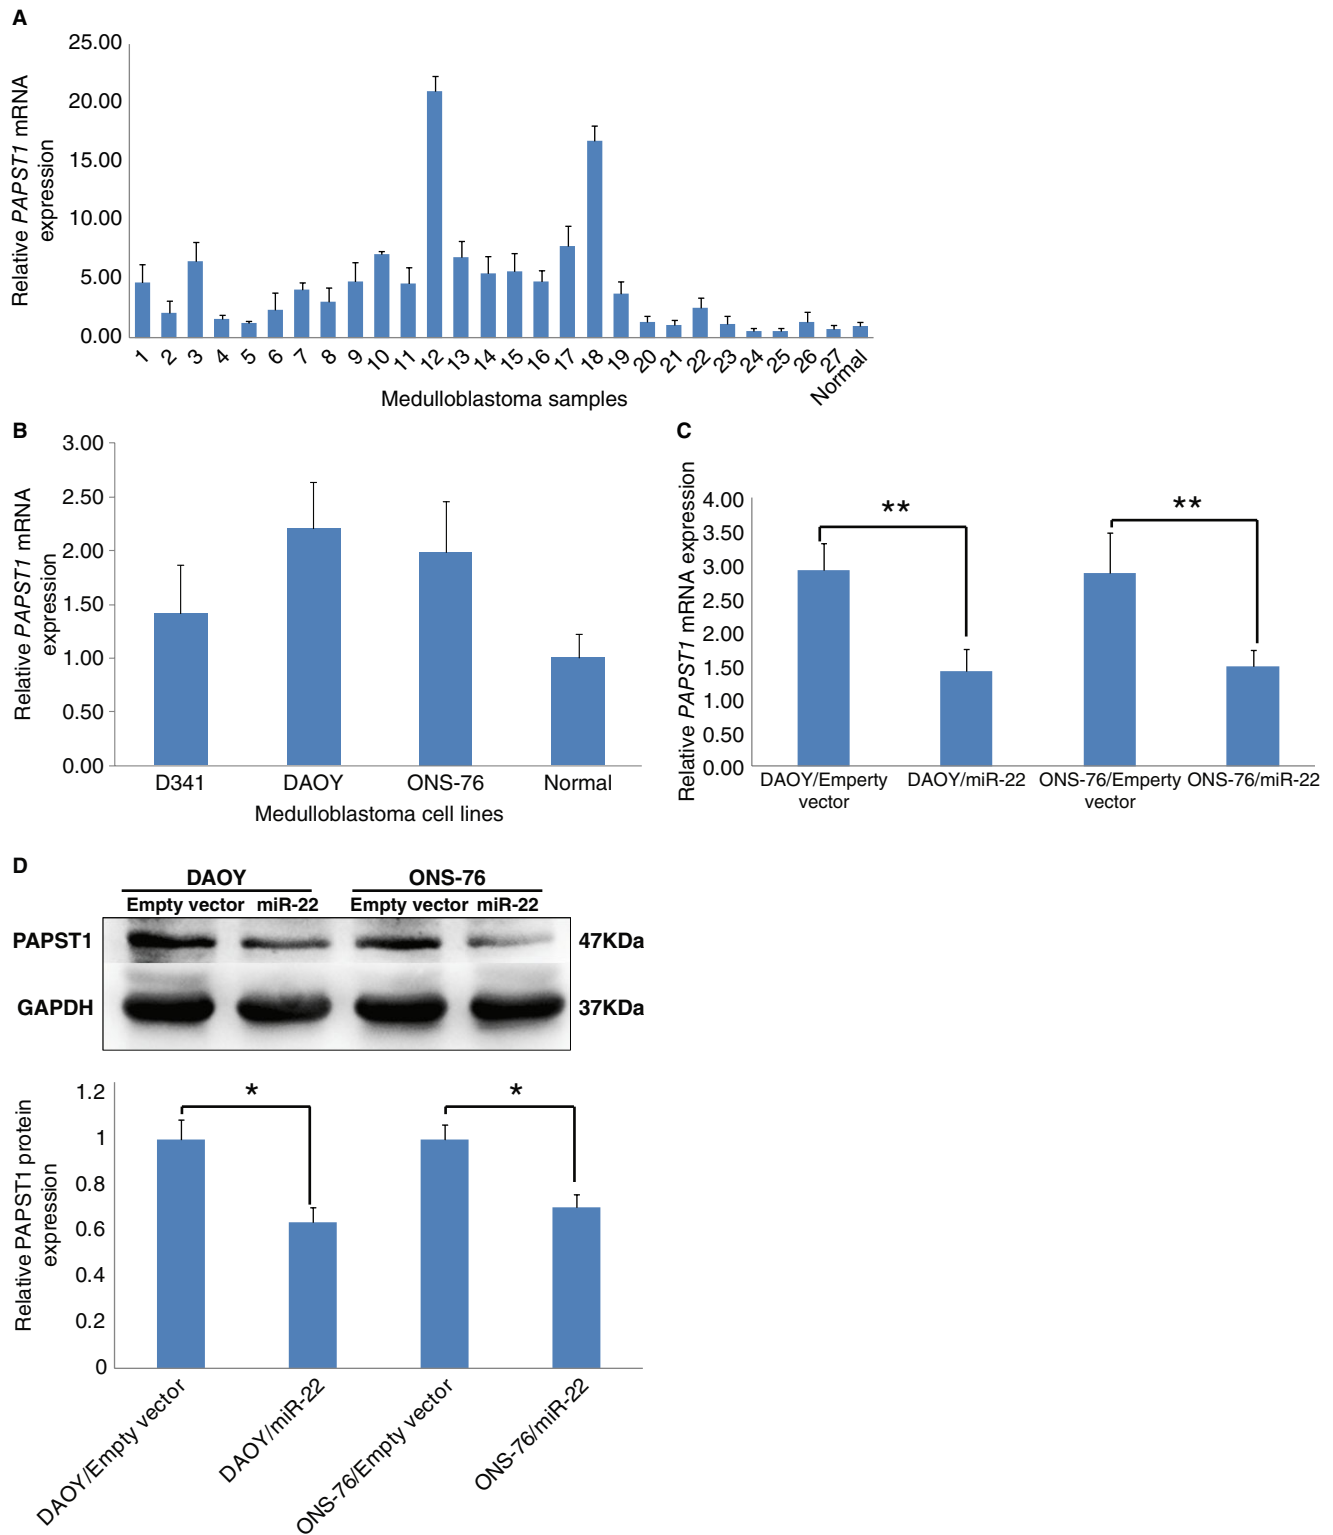 A
25.00
20.00
15.00
10.00
5.00
0.00
Relative PAPST1 mRNA
expression
1 2 3 4 5 6 7 8 9 10 11 12 13 14 15 16 17 18 19 20 21 22 23 24 25 26 27 Normal
Medulloblastoma samples
B
3.00
2.50
2.00
1.50
1.00
0.50
0.00
Relative PAPST1 mRNA
expression
D341 DAOY ONS-76 Normal
Medulloblastoma cell lines
C
4.00
3.50
3.00
2.50
2.00
1.50
1.00
0.50
0.00
Relative PAPST1 mRNA expression
** **
DAOY/Emperty
vector
DAOY/miR-22
ONS-76/Emperty
vector
ONS-76/miR-22
D
DAOY ONS-76
Empty vector miR-22 Empty vector miR-22
PAPST1 47KDa
GAPDH 37KDa
1.2
1
0.8
0.6
0.4
0.2
0
Relative PAPST1 protein
expression
* *
DAOY/Empty vector
DAOY/miR-22
ONS-76/Empty vector
ONS-76/miR-22